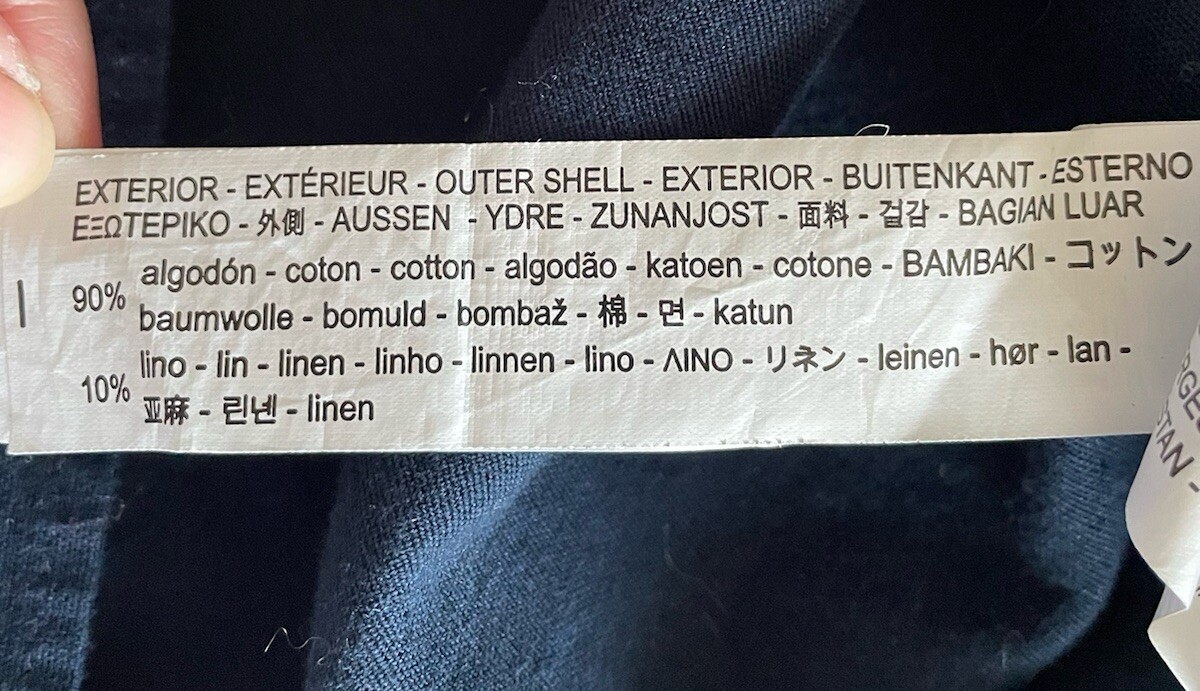 EXTERIOR - EXTÉRIEUR - OUTER SHELL - EXTERIOR - BUITENKANT - ESTERNO
ΕΞΩΤΕΡΙΚΟ - 外側 - AUSSEN - YDRE - ZUNANJOST - 面料 - 겉감 - BAGIAN LUAR
90% algodón - coton - cotton - algodão - katoen - cotone - BAMBAKI - コットン
baumwolle - bomuld - bombaž - 棉 - 면 - katun
10% lino - lin - linen - linho - linnen - lino - ΛΙΝΟ - リネン - leinen - hør - lan -
亚麻 - 린넨 - linen